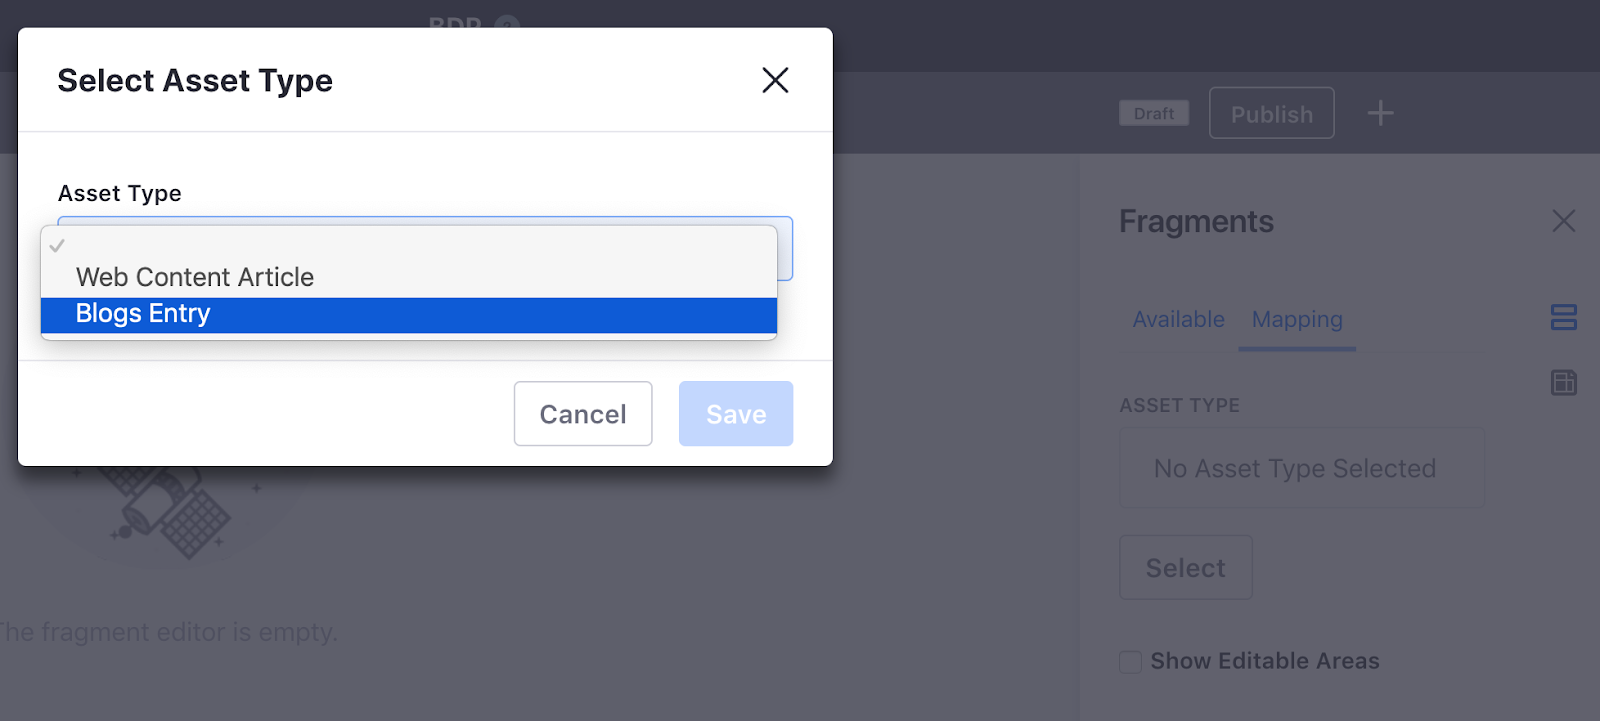 Select Asset Type
Asset Type
Web Content Article
Blogs Entry
Cancel
Save
Draft
Publish
Fragments
Available
Mapping
ASSET TYPE
No Asset Type Selected
Select
Show Editable Areas
The fragment editor is empty.